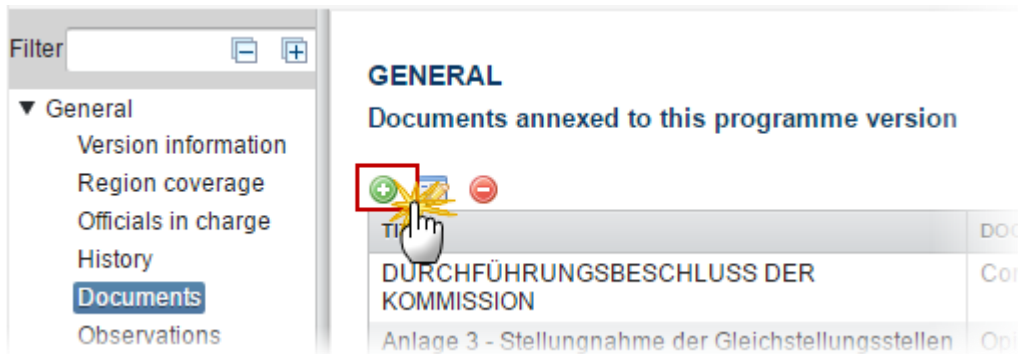 Filter
▼ General
Version information
Region coverage
Officials in charge
History
Documents
Observations
GENERAL
Documents annexed to this programme version
DURCHFÜHRUNGSBESCHLUSS DER
KOMMISSION
Anlage 3 - Stellungnahme der Gleichstellungsstellen